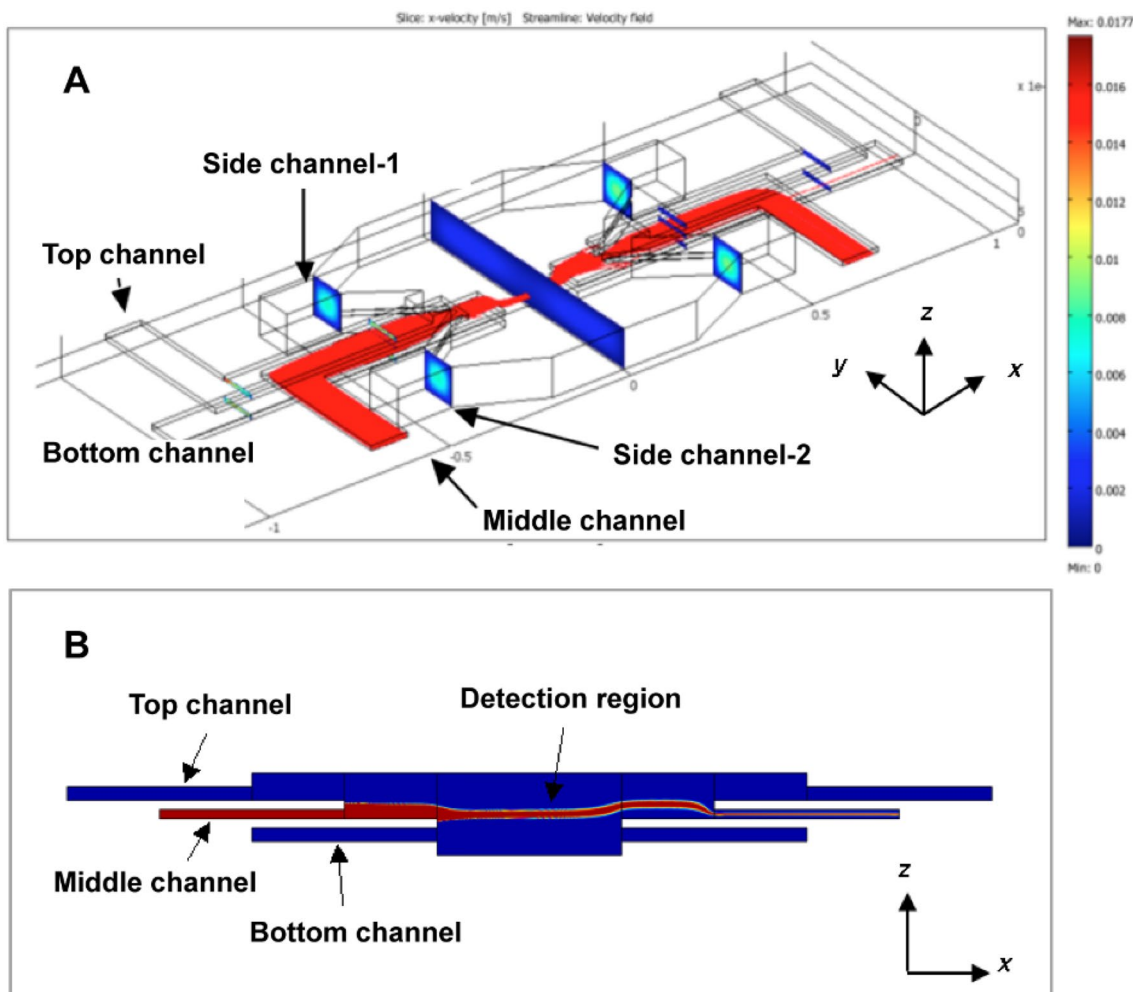 Slice: x-velocity [m/s] Streamline: Velocity field
Max: 0.0177
A
x 1e
Side channel-1
Top channel
Bottom channel
Side channel-2
Middle channel
-1
-0.5
0
0.5
1
0
z
y
x
0.016
0.014
0.012
0.010
0.008
0.006
0.004
0.002
0
Min: 0
B
Top channel
Detection region
Middle channel
Bottom channel
z
x